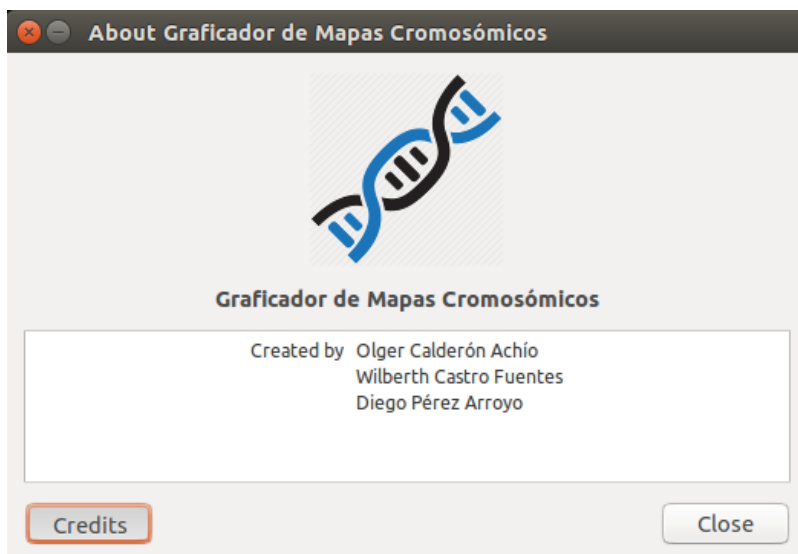 About Graficador de Mapas Cromosómicos
Graficador de Mapas Cromosómicos
Created by Olger Calderón Achío
Wilberth Castro Fuentes
Diego Pérez Arroyo
Credits
Close